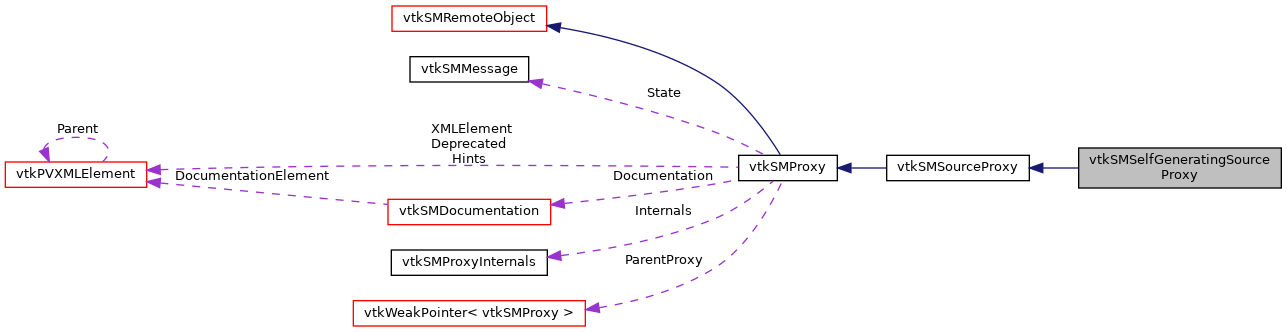 vtkSMRemoteObject
vtkSMMessage
State
Parent
XMLElement
Deprecated
Hints
vtkPVXMLElement
DocumentationElement
Documentation
vtkSMProxy
vtkSMSourceProxy
vtkSMSelfGeneratingSource
Proxy
vtkSMDocumentation
Internals
vtkSMProxyInternals
ParentProxy
vtkWeakPointer< vtkSMProxy >